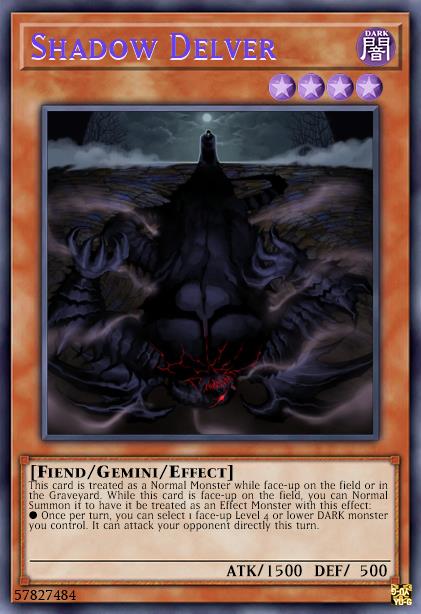 Shadow Delver
DARK
闇
[Fiend/Gemini/Effect]
This card is treated as a Normal Monster while face-up on the field or in
the Graveyard. While this card is face-up on the field, you can Normal
Summon it to have it be treated as an Effect Monster with this effect:
● Once per turn, you can select 1 face-up Level 4 or lower DARK monster
you control. It can attack your opponent directly this turn.
ATK/1500 DEF/ 500
57827484